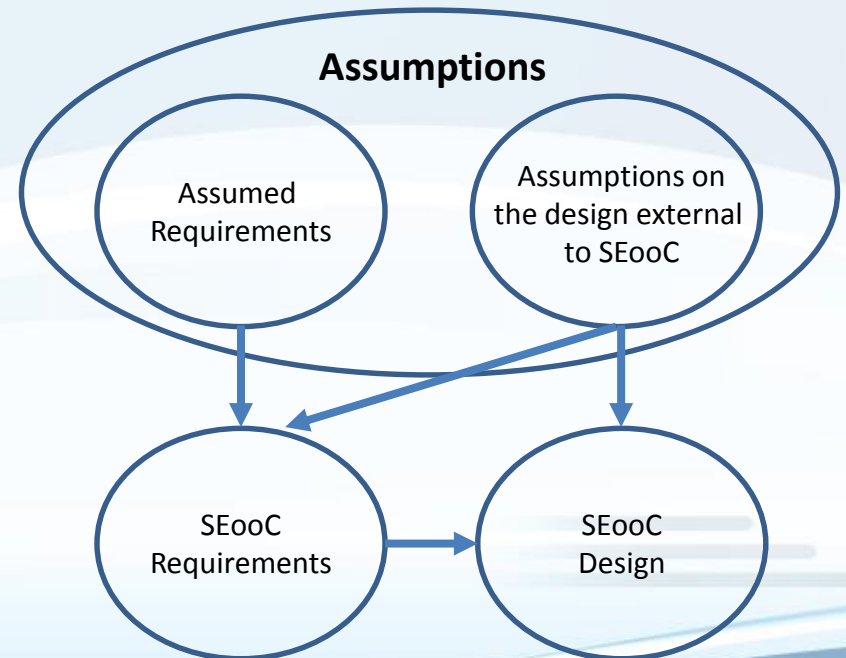 Assumptions
Assumed
Requirements
Assumptions on
the design external
to SEooC
SEooC
Requirements
SEooC
Design